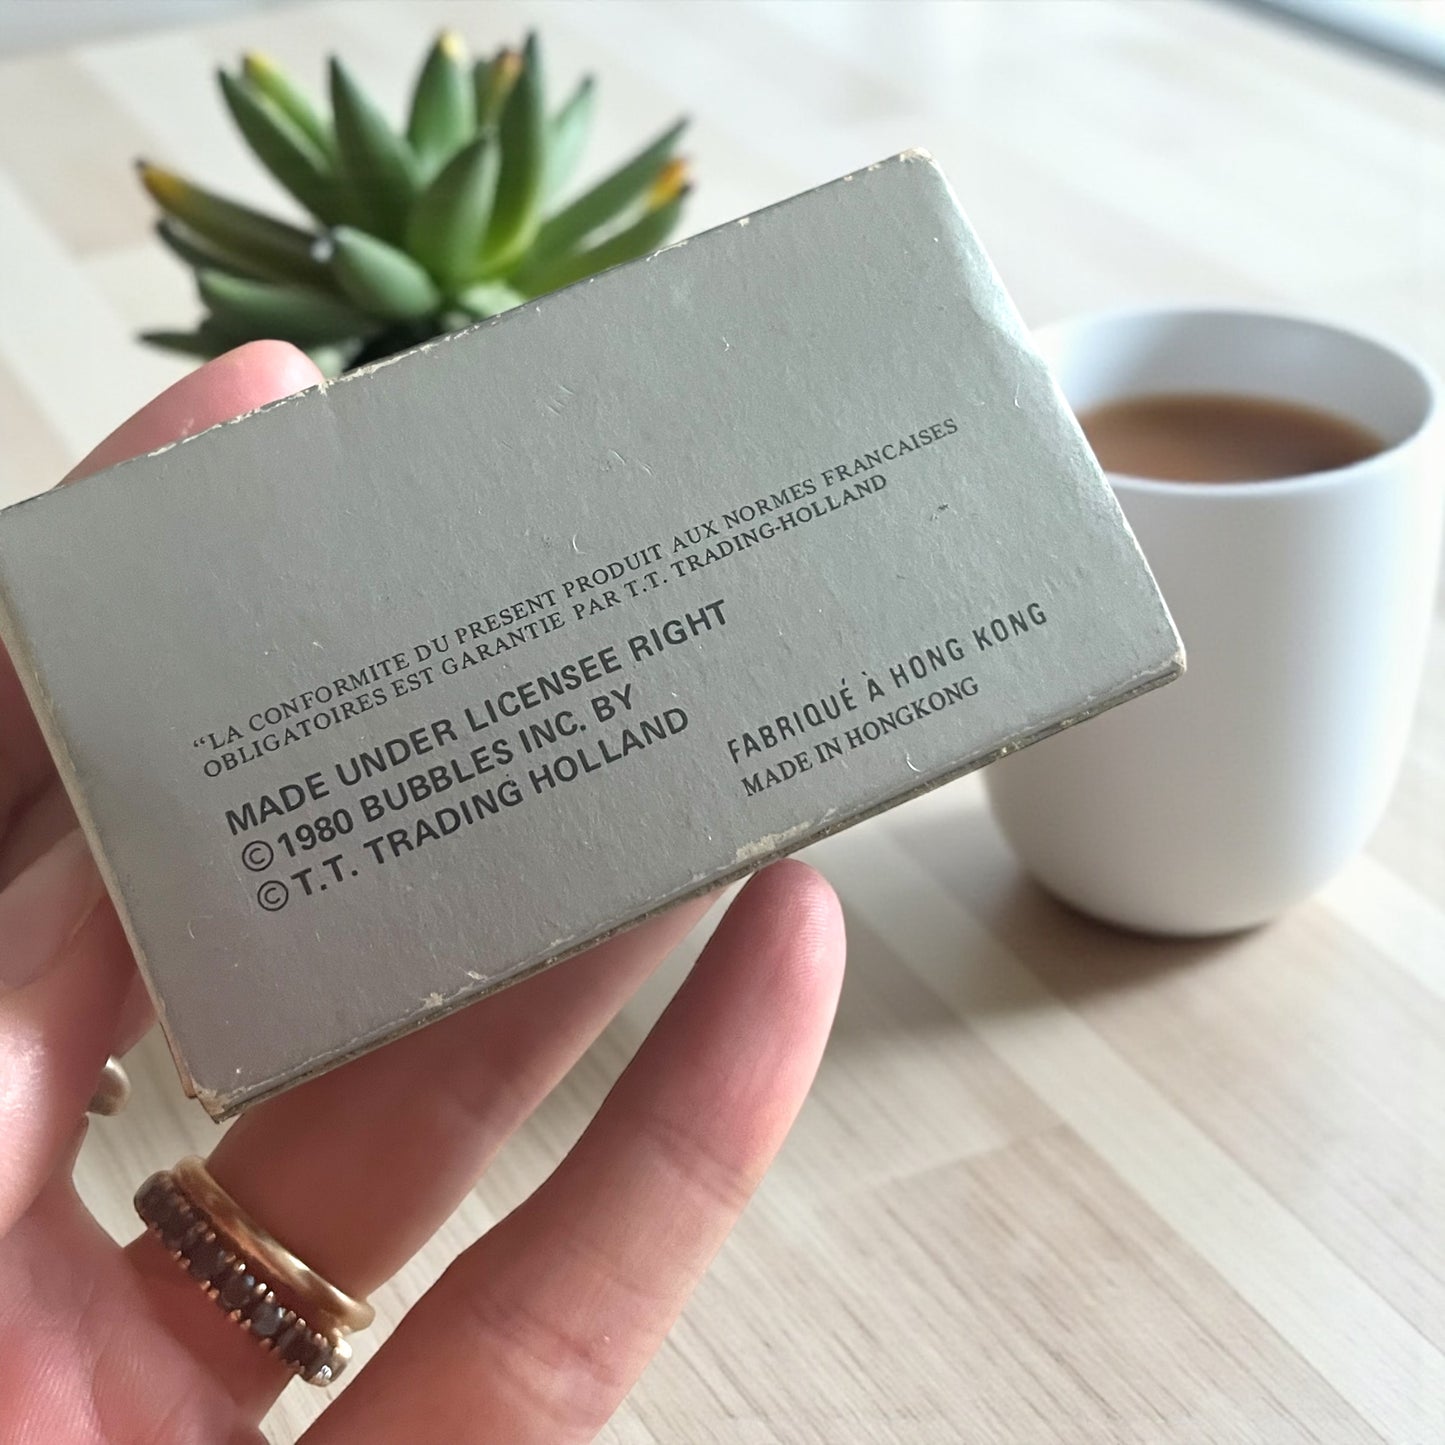 “LA CONFORMITE DU PRESENT PRODUIT AUX NORMES FRANCAISES
OBLIGATOIRES EST GARANTIE PAR T.T. TRADING-HOLLAND
MADE UNDER LICENSEE RIGHT
©1980 BUBBLES INC. BY
©T.T. TRADING HOLLAND
FABRIQUÉ À HONG KONG
MADE IN HONGKONG